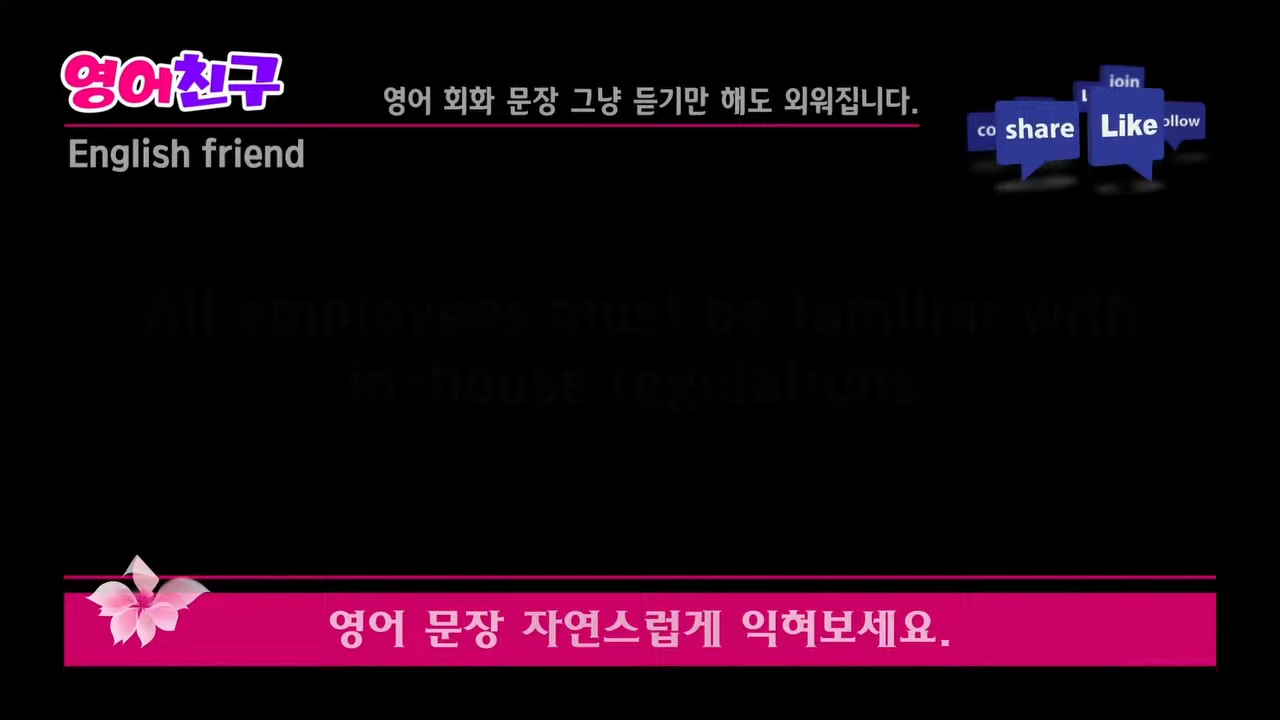 영어친구
영어 회화 문장 그냥 듣기만 해도 외워집니다.
English friend
join
co
share
Like
ollow
All employees must be familiar with
in-house regulations.
영어 문장 자연스럽게 익혀보세요.